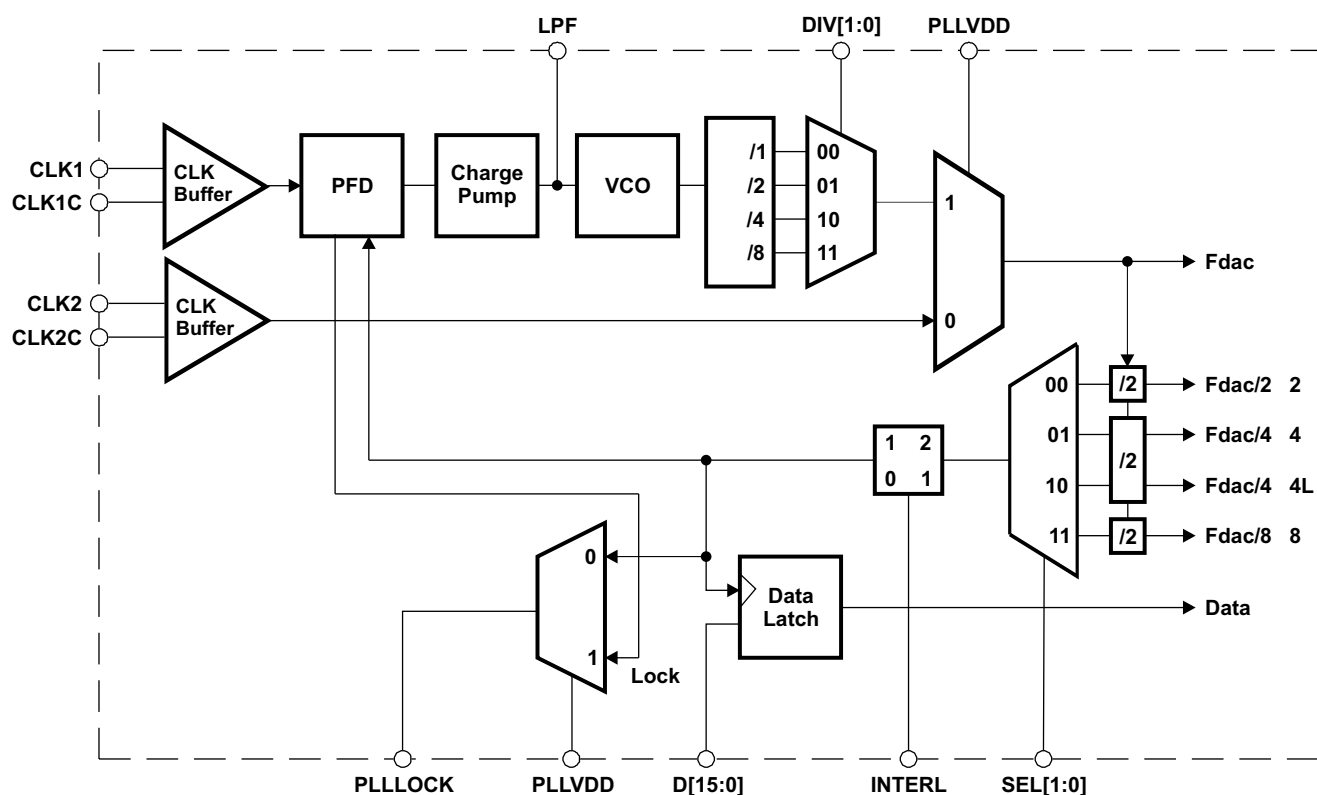 LPF
DIV[1:0]
PLLVDD
CLK1
CLK1C
CLK
Buffer
PFD
Charge
Pump
VCO
/1
/2
/4
/8
00
01
10
11
1
0
Fdac
CLK2
CLK2C
CLK
Buffer
00
01
10
11
/2
/2
/2
Fdac/2 2
Fdac/4 4
Fdac/4 4L
Fdac/8 8
1 2
0 1
0
1
Lock
Data
Latch
Data
PLLLOCK
PLLVDD
D[15:0]
INTERL
SEL[1:0]